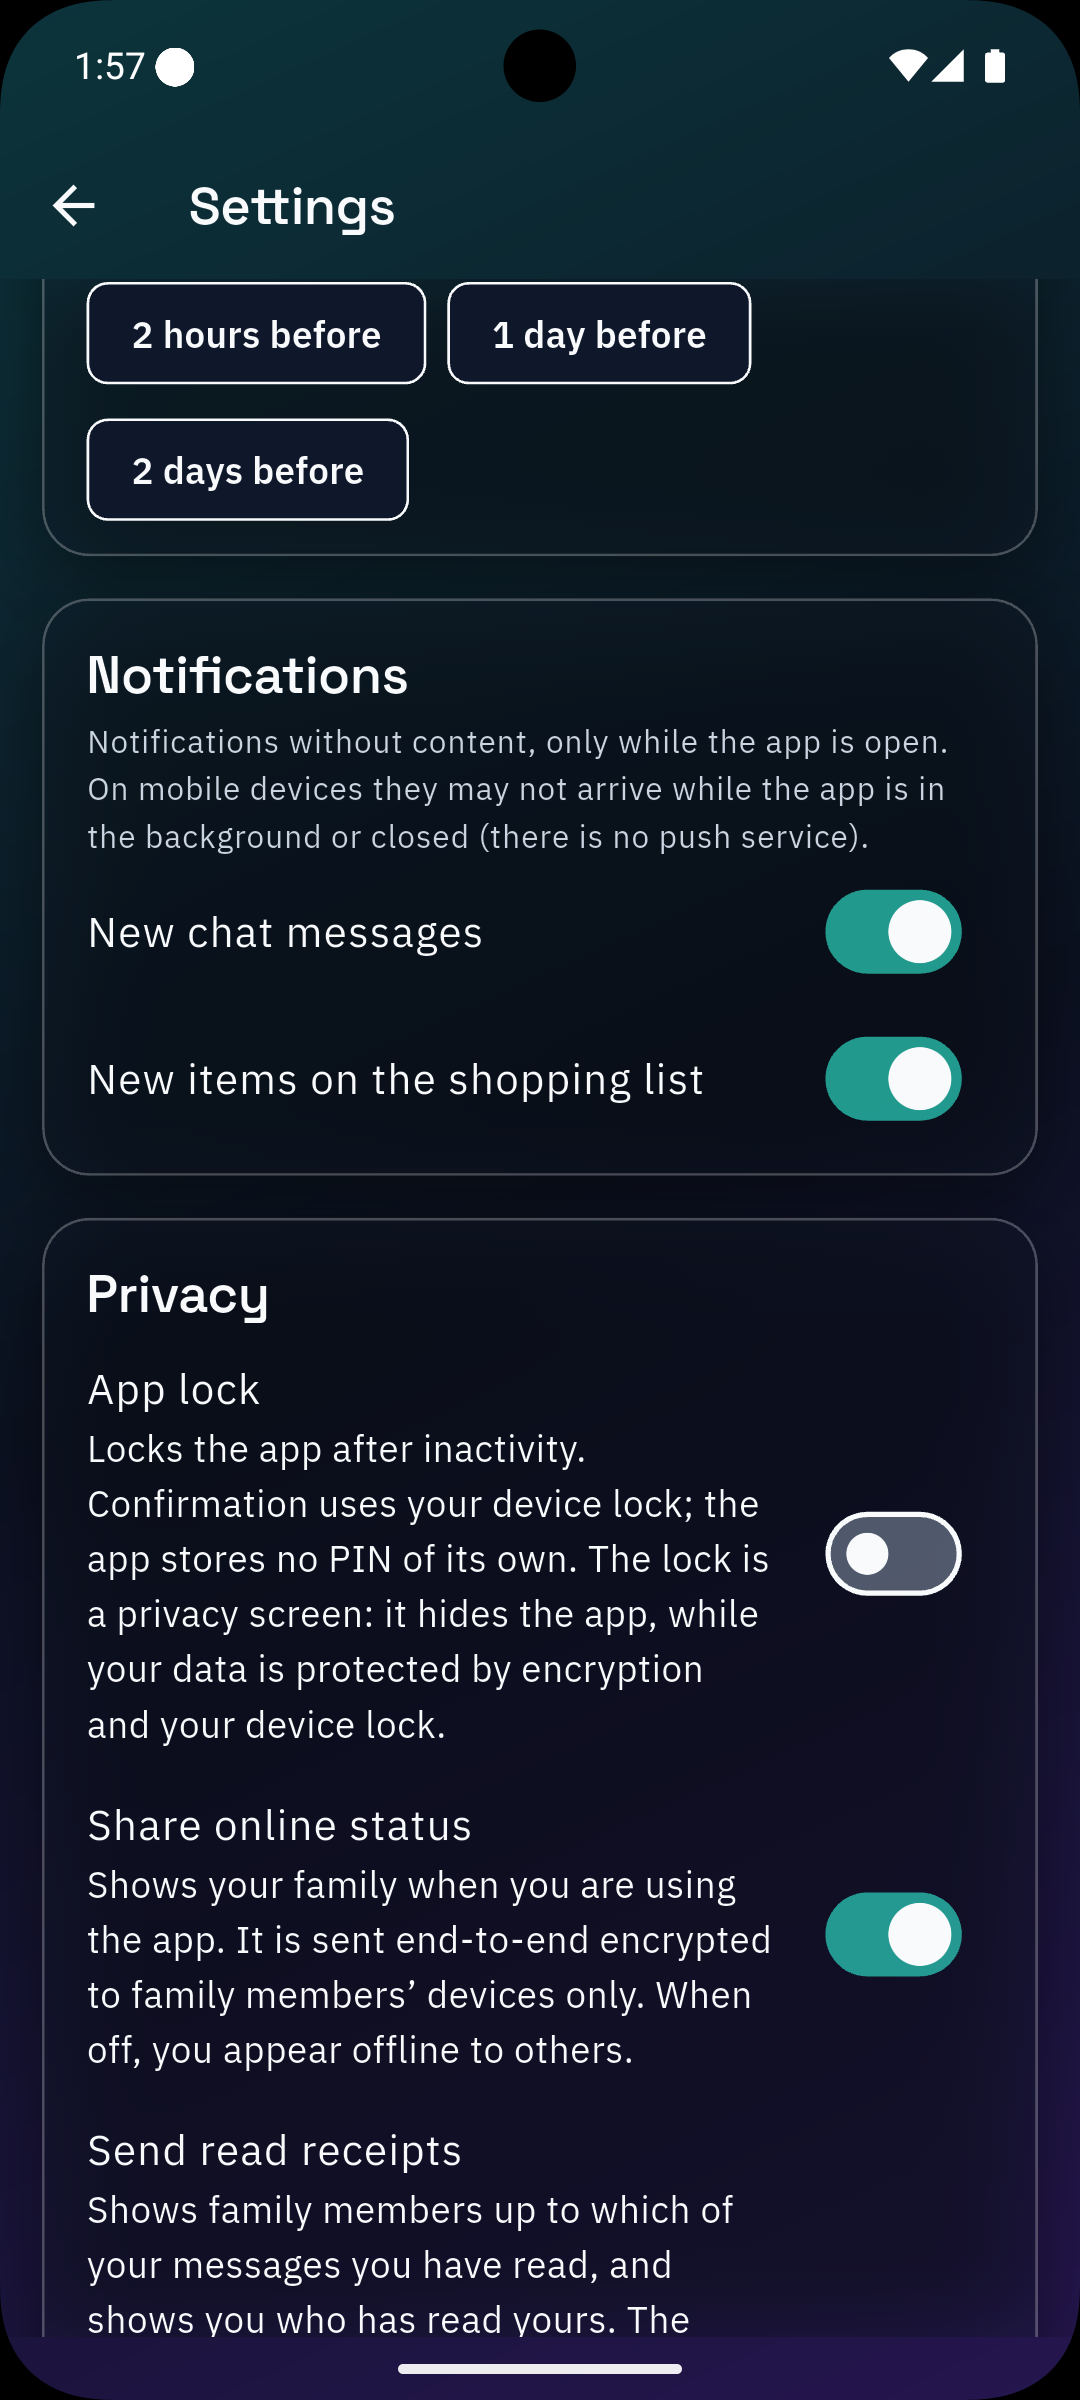 1:57
Settings
2 hours before
1 day before
2 days before
Notifications
Notifications without content, only while the app is open.
On mobile devices they may not arrive while the app is in
the background or closed (there is no push service).
New chat messages
New items on the shopping list
Privacy
App lock
Locks the app after inactivity.
Confirmation uses your device lock; the
app stores no PIN of its own. The lock is
a privacy screen: it hides the app, while
your data is protected by encryption
and your device lock.
Share online status
Shows your family when you are using
the app. It is sent end-to-end encrypted
to family members’ devices only. When
off, you appear offline to others.
Send read receipts
Shows family members up to which of
your messages you have read, and
shows you who has read yours. The